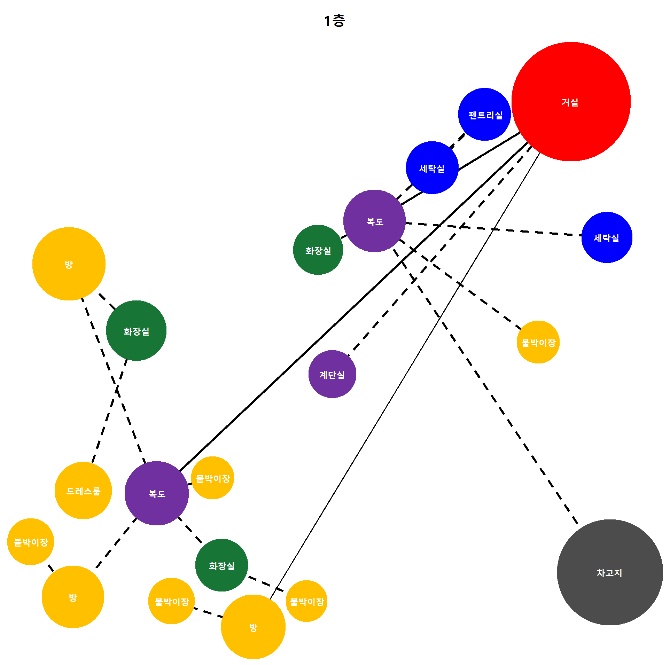 1층
거실
팬트리실
세탁실
복도
세탁실
화장실
방
화장실
붙박이장
계단실
붙박이장
드레스룸
복도
붙박이장
화장실
차고지
방
붙박이장
붙박이장
방